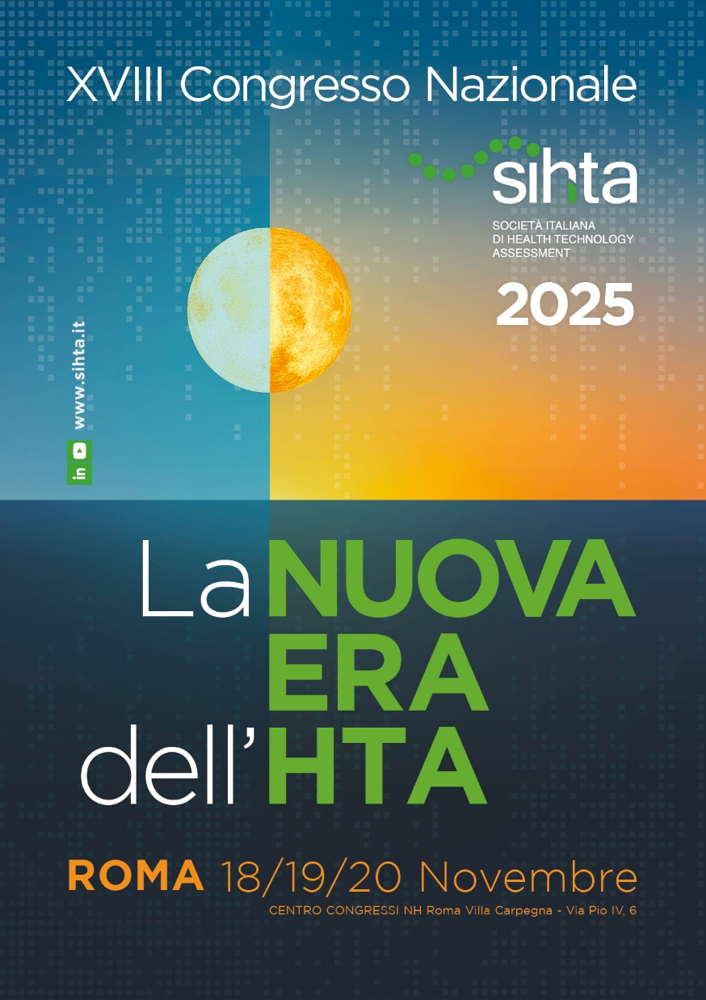 XVIII Congresso Nazionale
sihta
SOCIETÀ ITALIANA
DI HEALTH TECHNOLOGY
ASSESSMENT
2025
www.sihta.it
in
La NUOVA
ERA
dell'HTA
ROMA 18/19/20 Novembre
CENTRO CONGRESSI NH Roma Villa Carpegna - Via Pio IV, 6